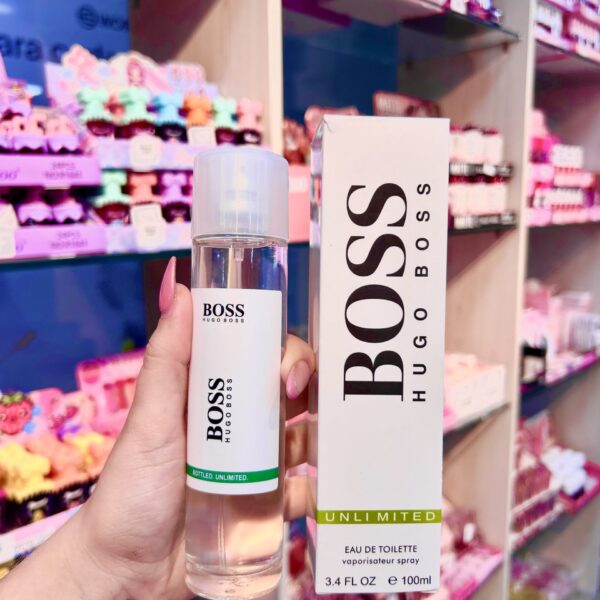 BOSS
HUGO BOSS
BOSS
HUGO BOSS
BOTTLED. UNLIMITED.
BOSS
HUGO BOSS
UNLIMITED
EAU DE TOILETTE
vaporisateur spray
3.4 FL OZ ℮ 100ml